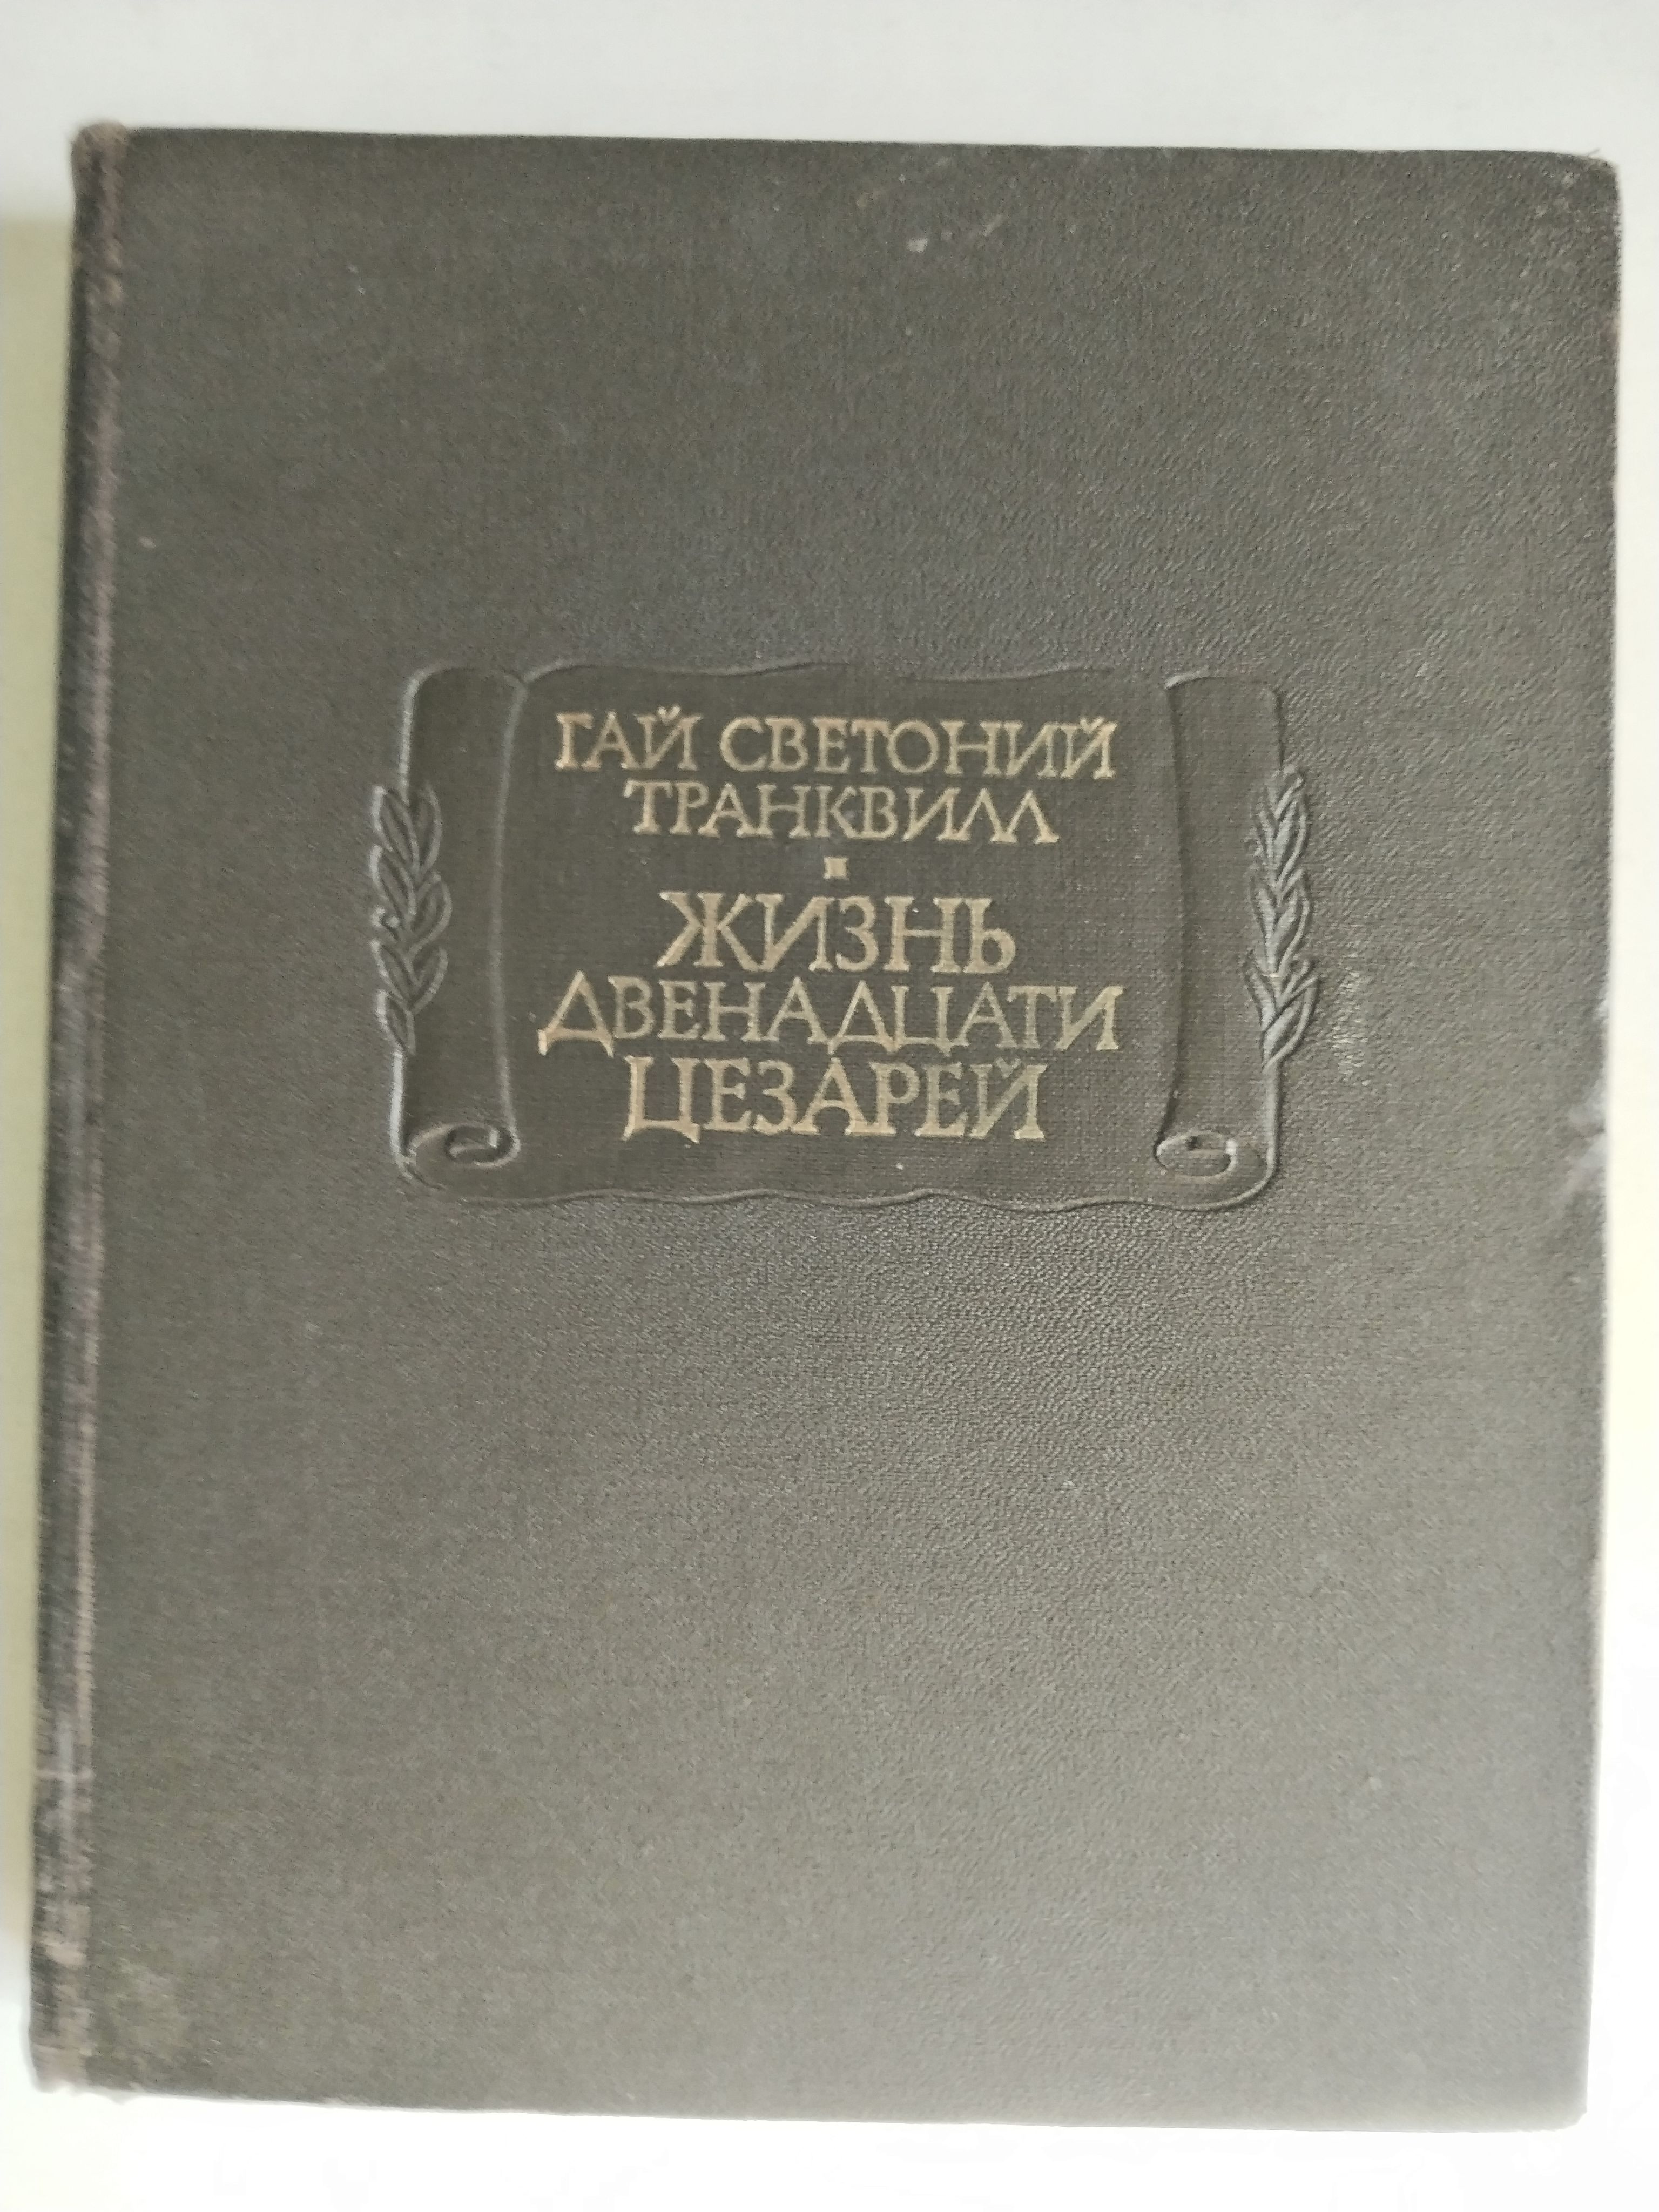 ГАЙ СВЕТОНИЙ
ТРАНКВИЛЛ
ЖИЗНЬ
ДВЕНАДЦАТИ
ЦЕЗАРЕЙ